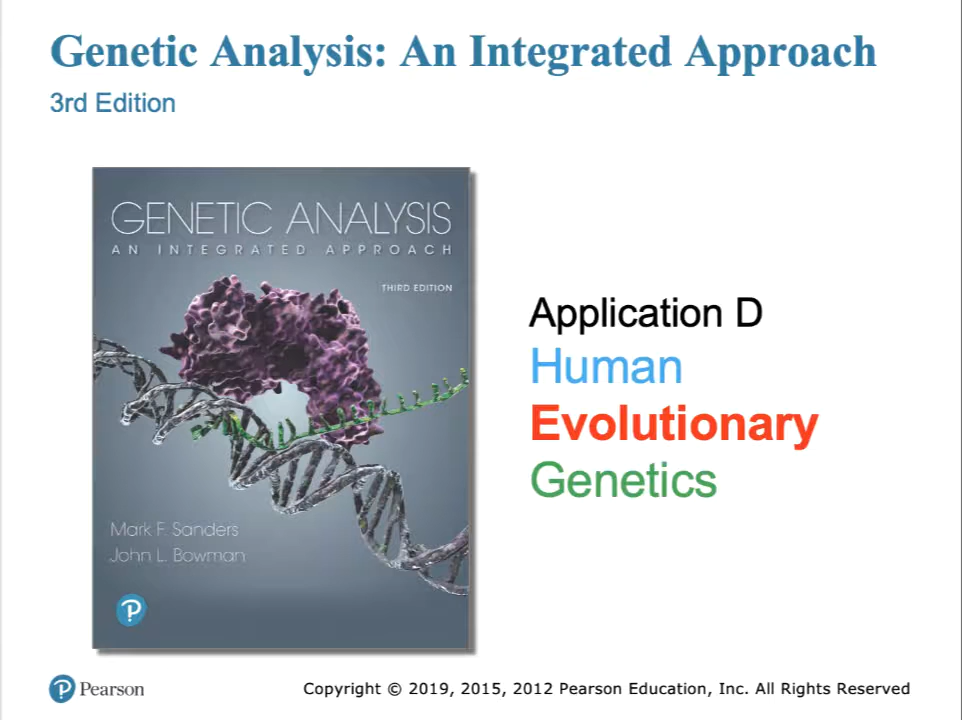 Genetic Analysis: An Integrated Approach
3rd Edition
GENETIC ANALYSIS
AN INTEGRATED APPROACH
THIRD EDITION
Mark F. Sanders
John L. Bowman
Application D
Human
Evolutionary
Genetics
Pearson
Copyright © 2019, 2015, 2012 Pearson Education, Inc. All Rights Reserved